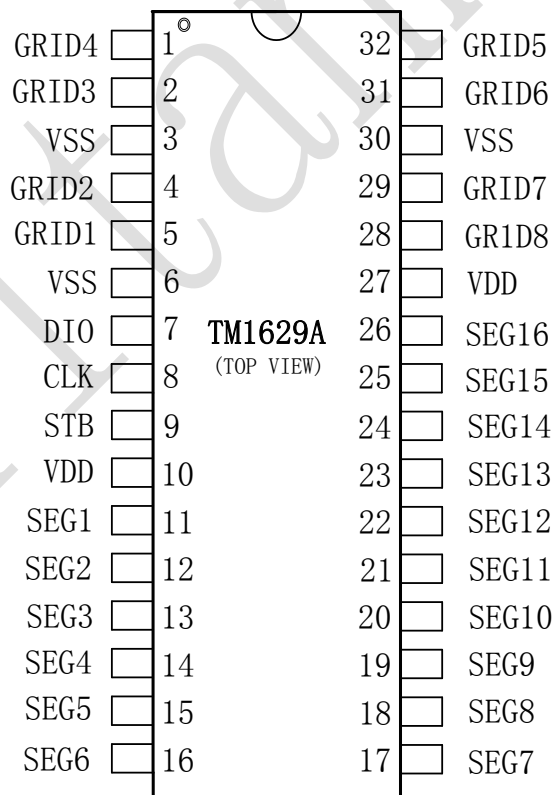 GRID4 1 32 GRID5
GRID3 2 31 GRID6
VSS 3 30 VSS
GRID2 4 29 GRID7
GRID1 5 28 GR1D8
VSS 6 27 VDD
DIO 7 TM1629A 26 SEG16
CLK 8 (TOP VIEW) 25 SEG15
STB 9 24 SEG14
VDD 10 23 SEG13
SEG1 11 22 SEG12
SEG2 12 21 SEG11
SEG3 13 20 SEG10
SEG4 14 19 SEG9
SEG5 15 18 SEG8
SEG6 16 17 SEG7